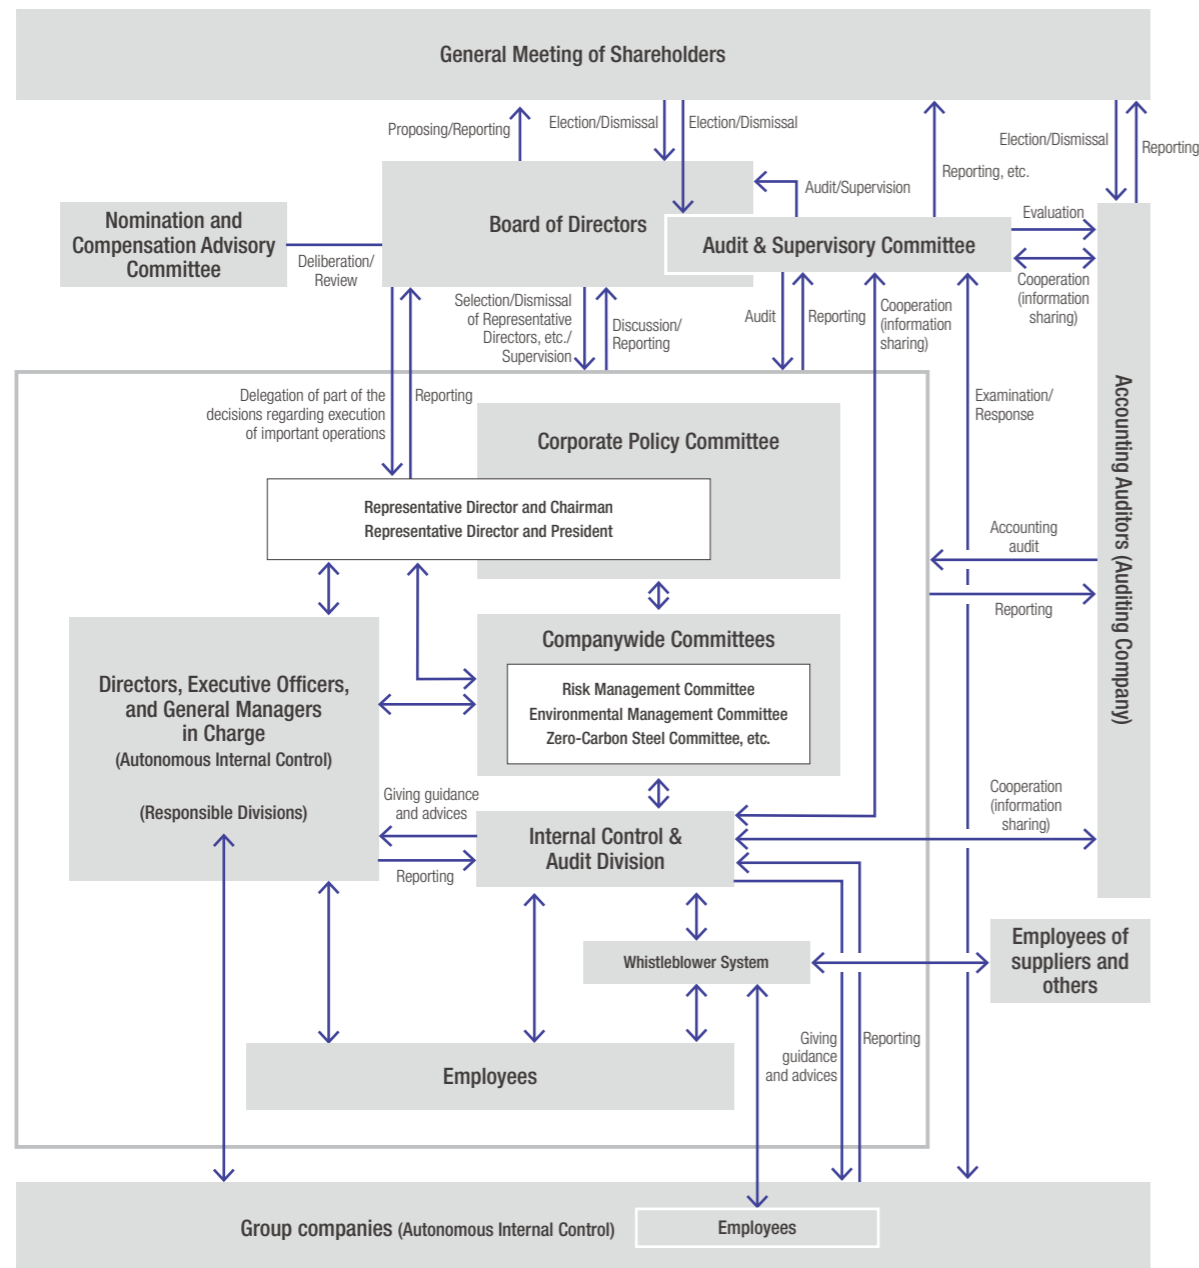 General Meeting of Shareholders
Proposing/Reporting
Election/Dismissal
Election/Dismissal
Reporting, etc.
Election/Dismissal
Reporting
Audit/Supervision
Nomination and
Compensation Advisory
Committee
Deliberation/
Review
Board of Directors
Audit & Supervisory Committee
Evaluation
Cooperation
(information
sharing)
Selection/Dismissal
of Representative
Directors, etc./
Supervision
Discussion/
Reporting
Audit
Reporting
Cooperation
(information
sharing)
Delegation of part of the
decisions regarding execution
of important operations
Reporting
Examination/
Response
Accounting Auditors (Auditing Company)
Corporate Policy Committee
Representative Director and Chairman
Representative Director and President
Accounting
audit
Reporting
Companywide Committees
Risk Management Committee
Environmental Management Committee
Zero-Carbon Steel Committee, etc.
Directors, Executive Officers,
and General Managers
in Charge
(Autonomous Internal Control)
(Responsible Divisions)
Giving guidance
and advices
Reporting
Internal Control &
Audit Division
Cooperation
(information
sharing)
Whistleblower System
Employees of
suppliers and
others
Giving
guidance
and advices
Reporting
Employees
Group companies (Autonomous Internal Control)
Employees